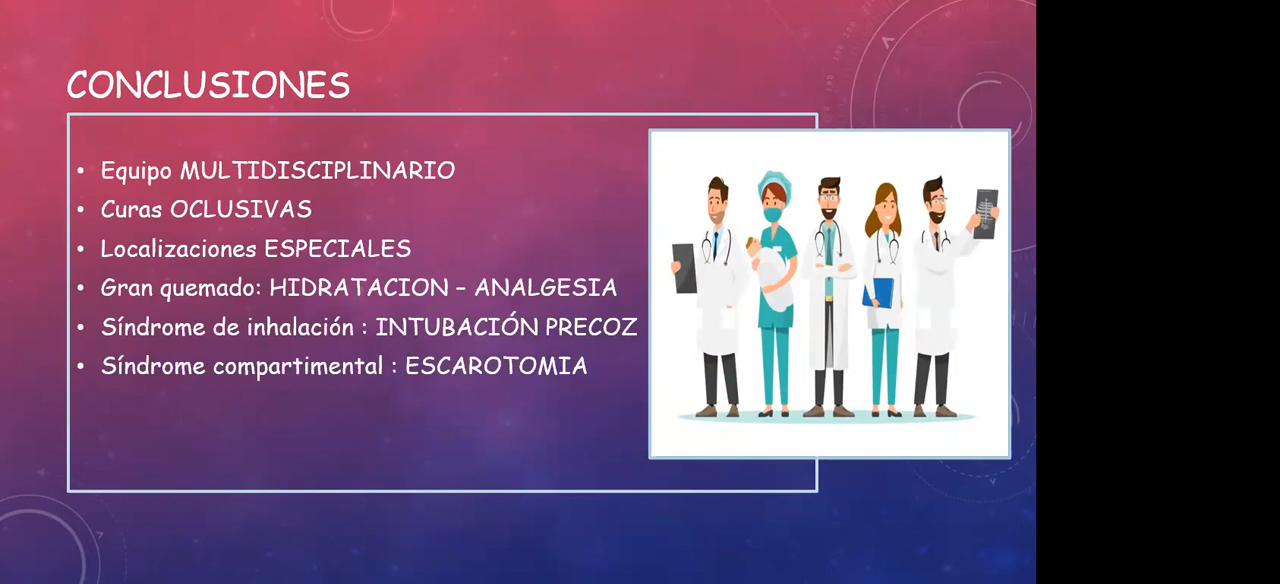 CONCLUSIONES
• Equipo MULTIDISCIPLINARIO
• Curas OCLUSIVAS
• Localizaciones ESPECIALES
• Gran quemado: HIDRATACION – ANALGESIA
• Síndrome de inhalación : INTUBACIÓN PRECOZ
• Síndrome compartimental : ESCAROTOMIA